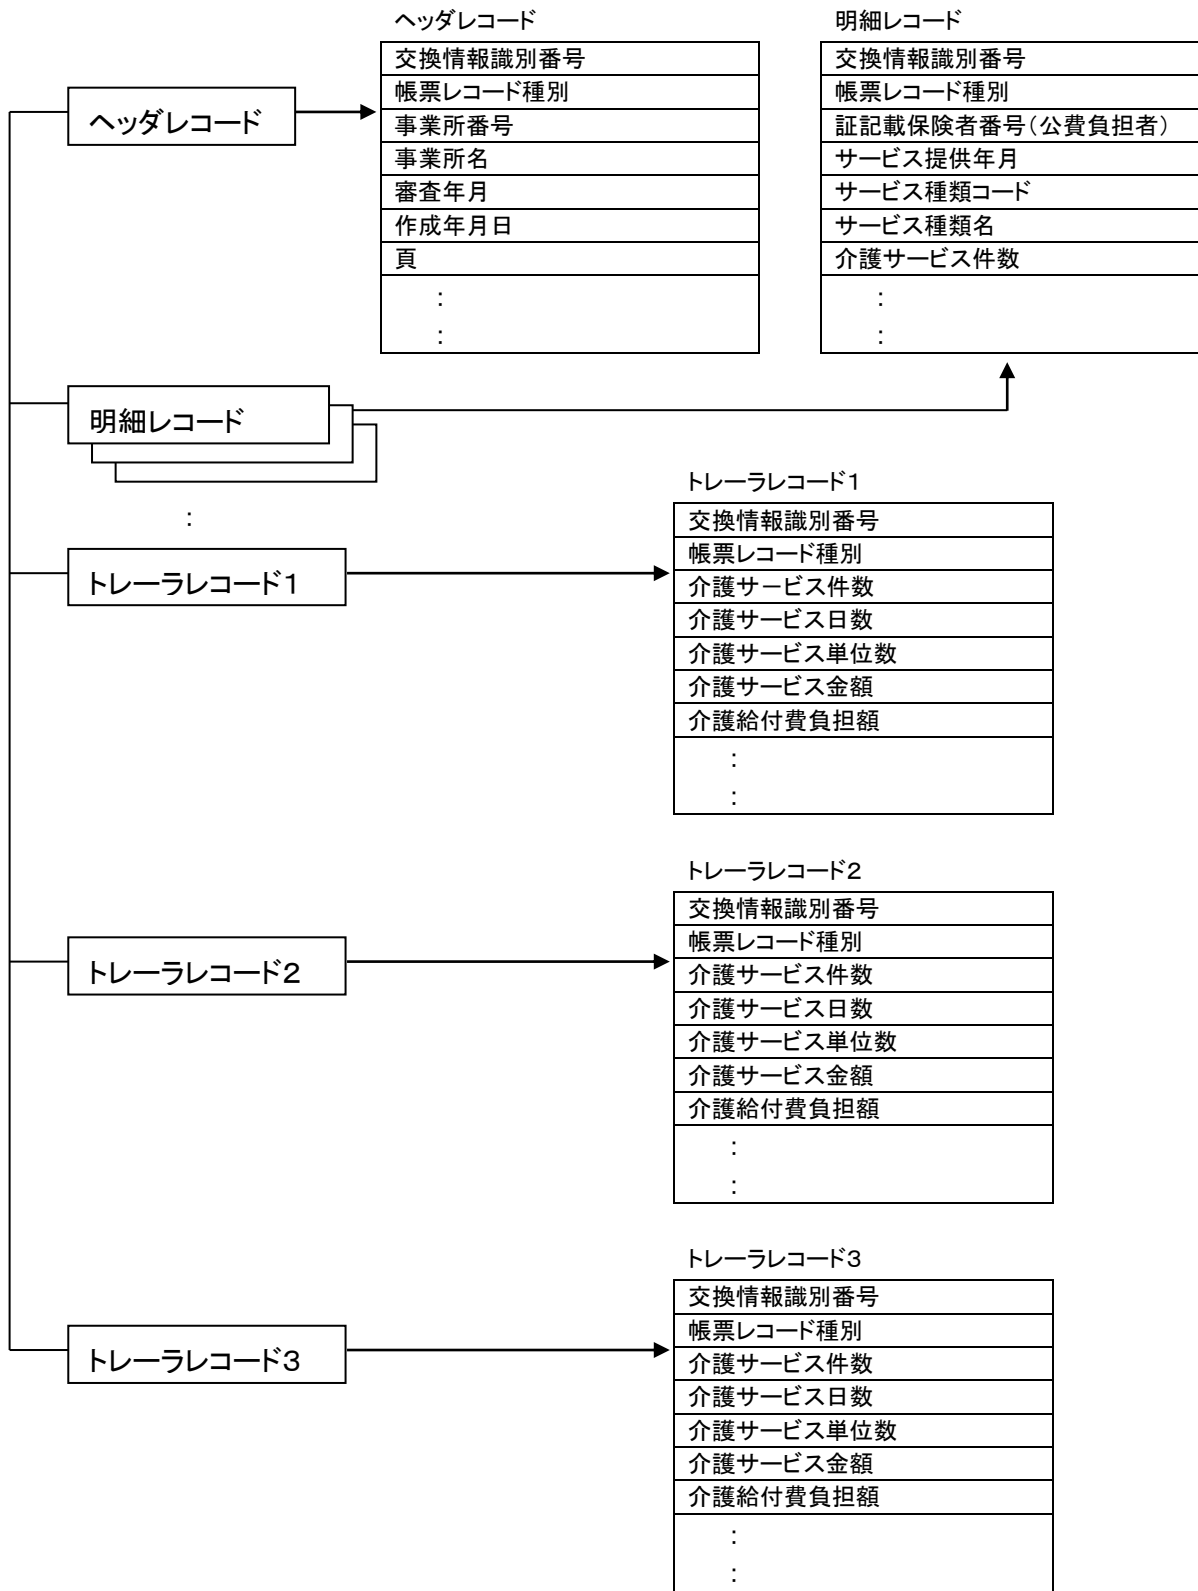 ヘッダレコード
交換情報識別番号
帳票レコード種別
事業所番号
事業所名
審査年月
作成年月日
頁
:
:
明細レコード
交換情報識別番号
帳票レコード種別
証記載保険者番号(公費負担者)
サービス提供年月
サービス種類コード
サービス種類名
介護サービス件数
:
:
ヘッダレコード
明細レコード
:
トレーラレコード1
トレーラレコード1
交換情報識別番号
帳票レコード種別
介護サービス件数
介護サービス日数
介護サービス単位数
介護サービス金額
介護給付費負担額
:
:
トレーラレコード2
トレーラレコード2
交換情報識別番号
帳票レコード種別
介護サービス件数
介護サービス日数
介護サービス単位数
介護サービス金額
介護給付費負担額
:
:
トレーラレコード3
トレーラレコード3
交換情報識別番号
帳票レコード種別
介護サービス件数
介護サービス日数
介護サービス単位数
介護サービス金額
介護給付費負担額
:
: